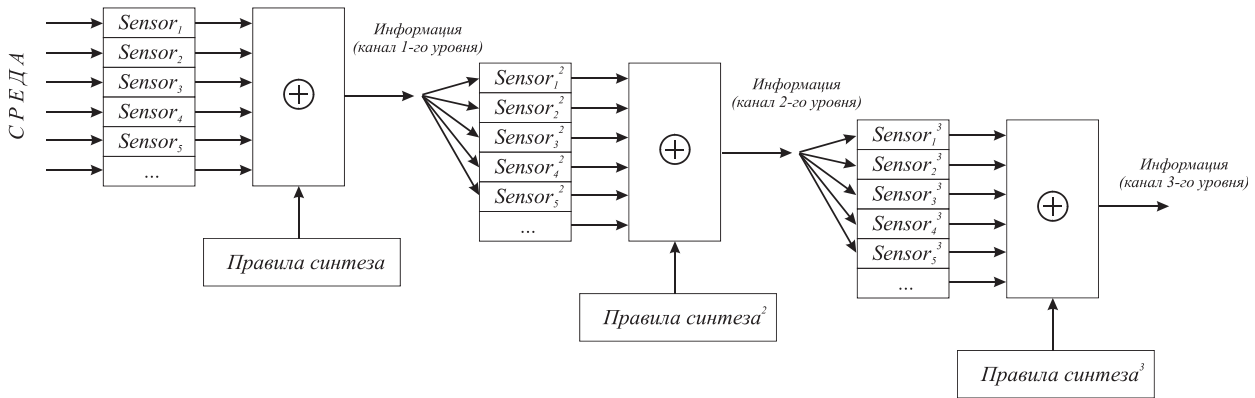 СРЕДА
Sensor₁
Sensor₂
Sensor₃
Sensor₄
Sensor₅
...
Правила синтеза
Информация
(канал 1-го уровня)
Sensor₁²
Sensor₂²
Sensor₃²
Sensor₄²
Sensor₅²
...
Правила синтеза²
Информация
(канал 2-го уровня)
Sensor₁³
Sensor₂³
Sensor₃³
Sensor₄³
Sensor₅³
...
Правила синтеза³
Информация
(канал 3-го уровня)